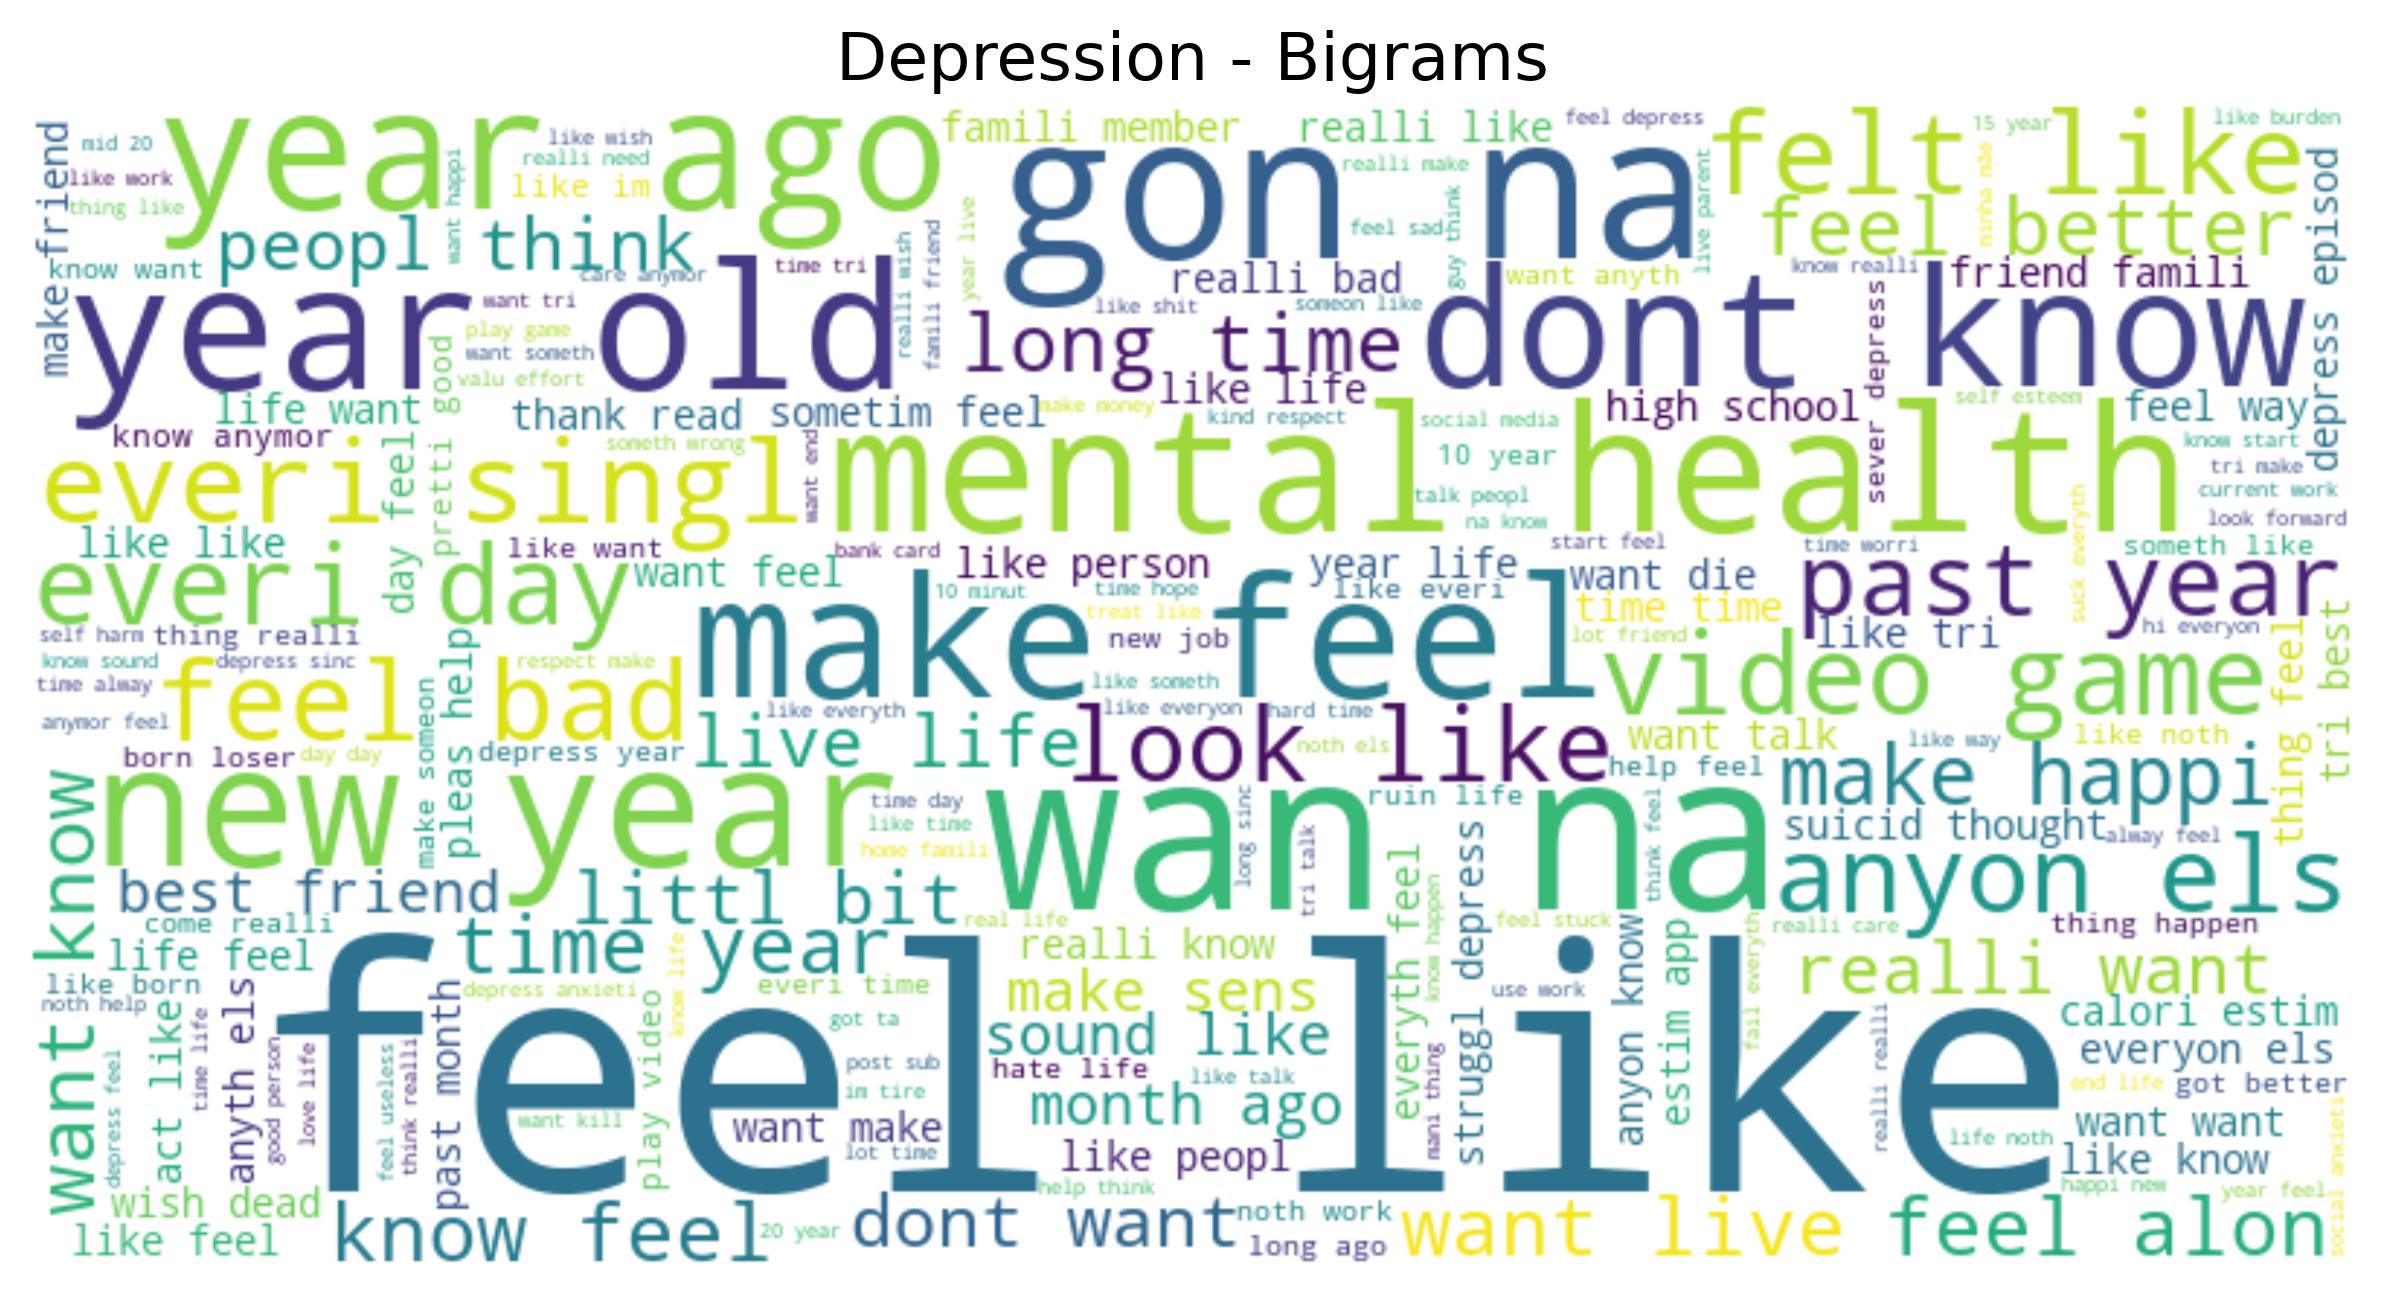 Depression - Bigrams
make friend
mid 20
year ago
like wish
realli need
like im
like work
thing like
want happi
famili member
realli like
feel depress
felt like
15 year
like burden
gon na
realli make
feel sad
guy think
live parent
feel better
depress episod
peopl think
know want
care anymor
time tri
realli wish
famili friend
year live
realli bad
want anyth
know realli
friend famili
year old
want tri
play game
want someth
valu effort
like shit
someon like
long time
dont know
sever depress
pretti good
life want
thank read
sometim feel
make money
like life
kind respect
high school
self esteem
feel way
know anymor
day feel
everi singl
someth wrong
want end
mental health
social media
10 year
talk peopl
na know
know start
tri make
current work
look forward
suck everyth
like like
like want
bank card
like person
year life
start feel
time worri
someth like
everi day
want feel
10 minut
time hope
treat like
like everi
want die
time time
past year
self harm
thing realli
make feel
new job
lot friend
like tri
hi everyon
know sound
depress sinc
respect make
time alway
feel bad
pleas help
like someth
video game
thing feel
tri best
anymor feel
make someon
like everyth
live life
like everyon
hard time
look like
noth els
want talk
like way
like noth
born loser
day day
depress year
help feel
make happi
want know
new year
time day
like time
home famili
long sinc
wan na
ruin life
think feel
suicid thought
alway feel
tri talk
everyth feel
struggl depress
anyon els
best friend
littl bit
come realli
real life
know happen
feel stuck
anyon know
estim app
fail everyth
realli care
thing happen
life feel
time year
know life
realli know
realli want
like born
noth help
depress anxieti
everi time
make sens
use work
act like
time life
anyth els
past month
feel like
got ta
sound like
calori estim
depress feel
good person
love life
feel useless
think realli
play video
post sub
hate life
like talk
everyon els
end life
got better
im tire
month ago
mani thing
realli realli
want kill
want make
lot time
like peopl
life noth
want want
like know
social anxieti
wish dead
help think
happi new
year feel
like feel
know feel
20 year
dont want
noth work
long ago
want live
feel alon